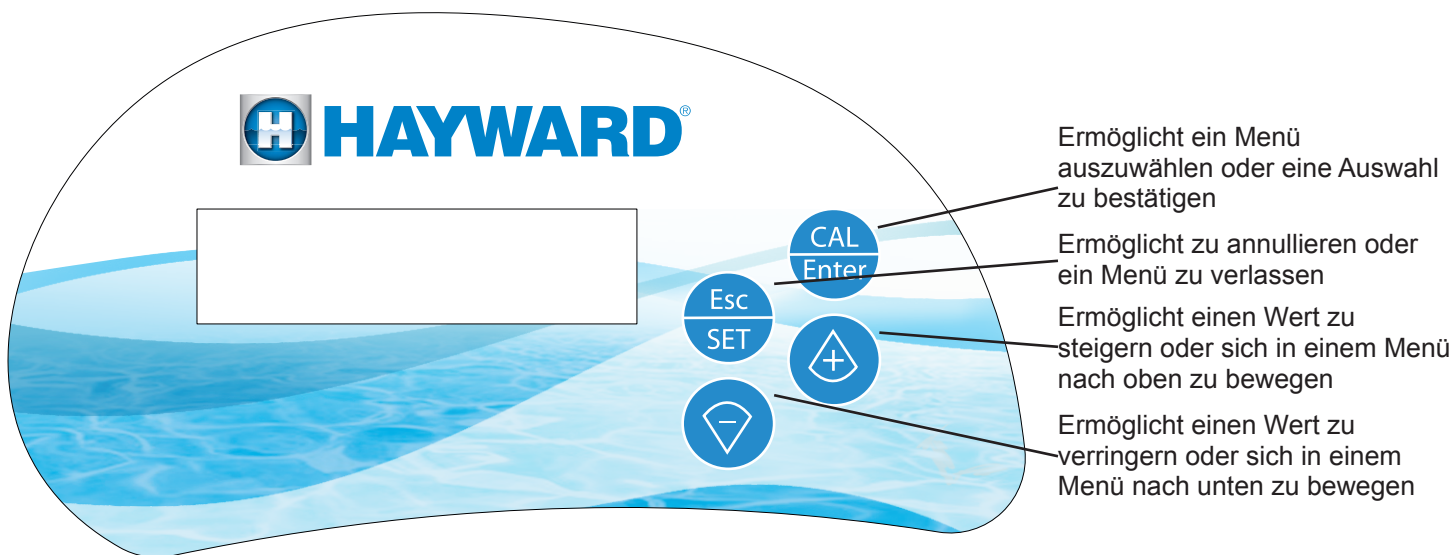 H HAYWARD®
CAL
Enter
Esc
SET
+
-
Ermöglicht ein Menü
auszuwählen oder eine Auswahl
zu bestätigen
Ermöglicht zu annullieren oder
ein Menü zu verlassen
Ermöglicht einen Wert zu
steigern oder sich in einem Menü
nach oben zu bewegen
Ermöglicht einen Wert zu
verringern oder sich in einem
Menü nach unten zu bewegen